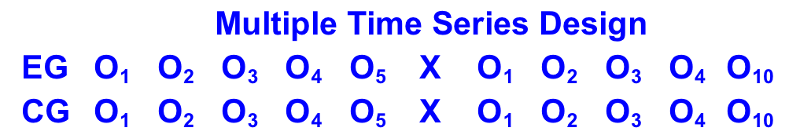 Multiple Time Series Design
EG O₁ O₂ O₃ O₄ O₅ X O₁ O₂ O₃ O₄ O₁₀
CG O₁ O₂ O₃ O₄ O₅ X O₁ O₂ O₃ O₄ O₁₀